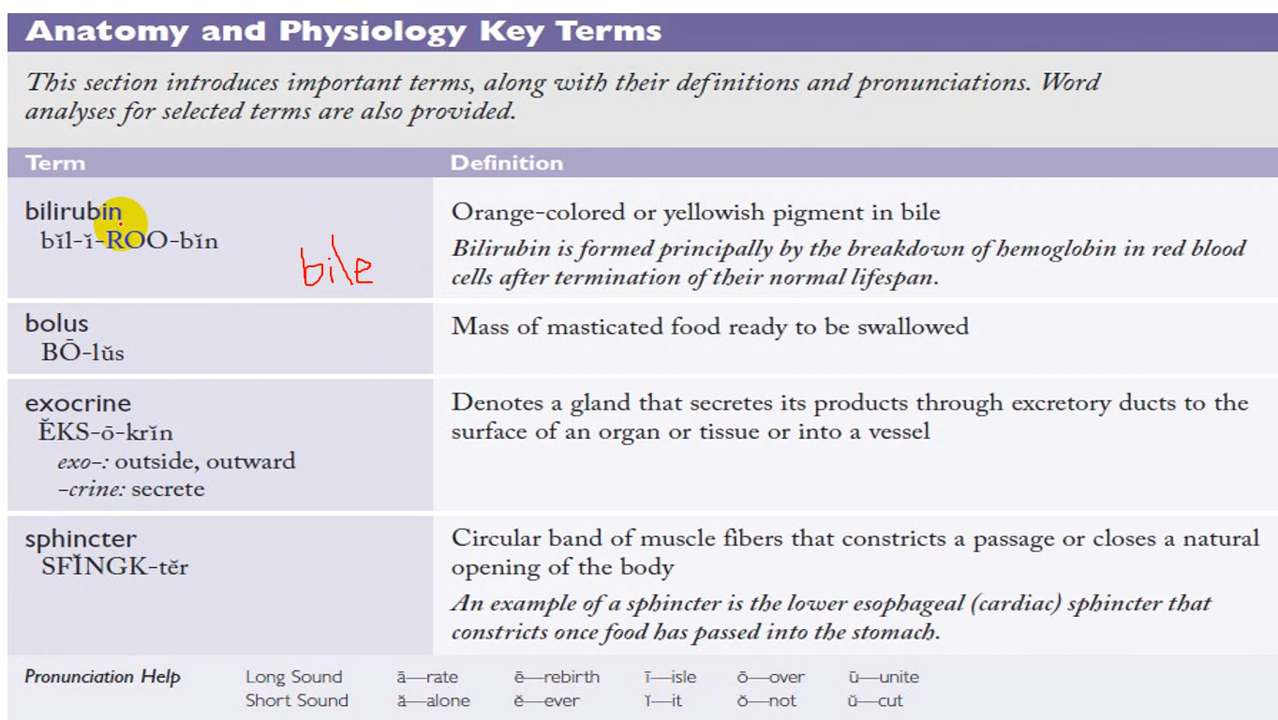 Anatomy and Physiology Key Terms
This section introduces important terms, along with their definitions and pronunciations. Word
analyses for selected terms are also provided.
Term Definition
bilirubin Orange-colored or yellowish pigment in bile
bĭl-ĭ-ROO-bĭn Bilirubin is formed principally by the breakdown of hemoglobin in red blood
bile cells after termination of their normal lifespan.
bolus Mass of masticated food ready to be swallowed
BŌ-lŭs
exocrine Denotes a gland that secretes its products through excretory ducts to the
ĔKS-ō-krĭn surface of an organ or tissue or into a vessel
exo–: outside, outward
–crine: secrete
sphincter Circular band of muscle fibers that constricts a passage or closes a natural
SFĬNGK-tĕr opening of the body
An example of a sphincter is the lower esophageal (cardiac) sphincter that
constricts once food has passed into the stomach.
Pronunciation Help Long Sound ā—rate ē—rebirth ī—isle ō—over ū—unite
Short Sound ă—alone ĕ—ever ĭ—it ŏ—not ŭ—cut